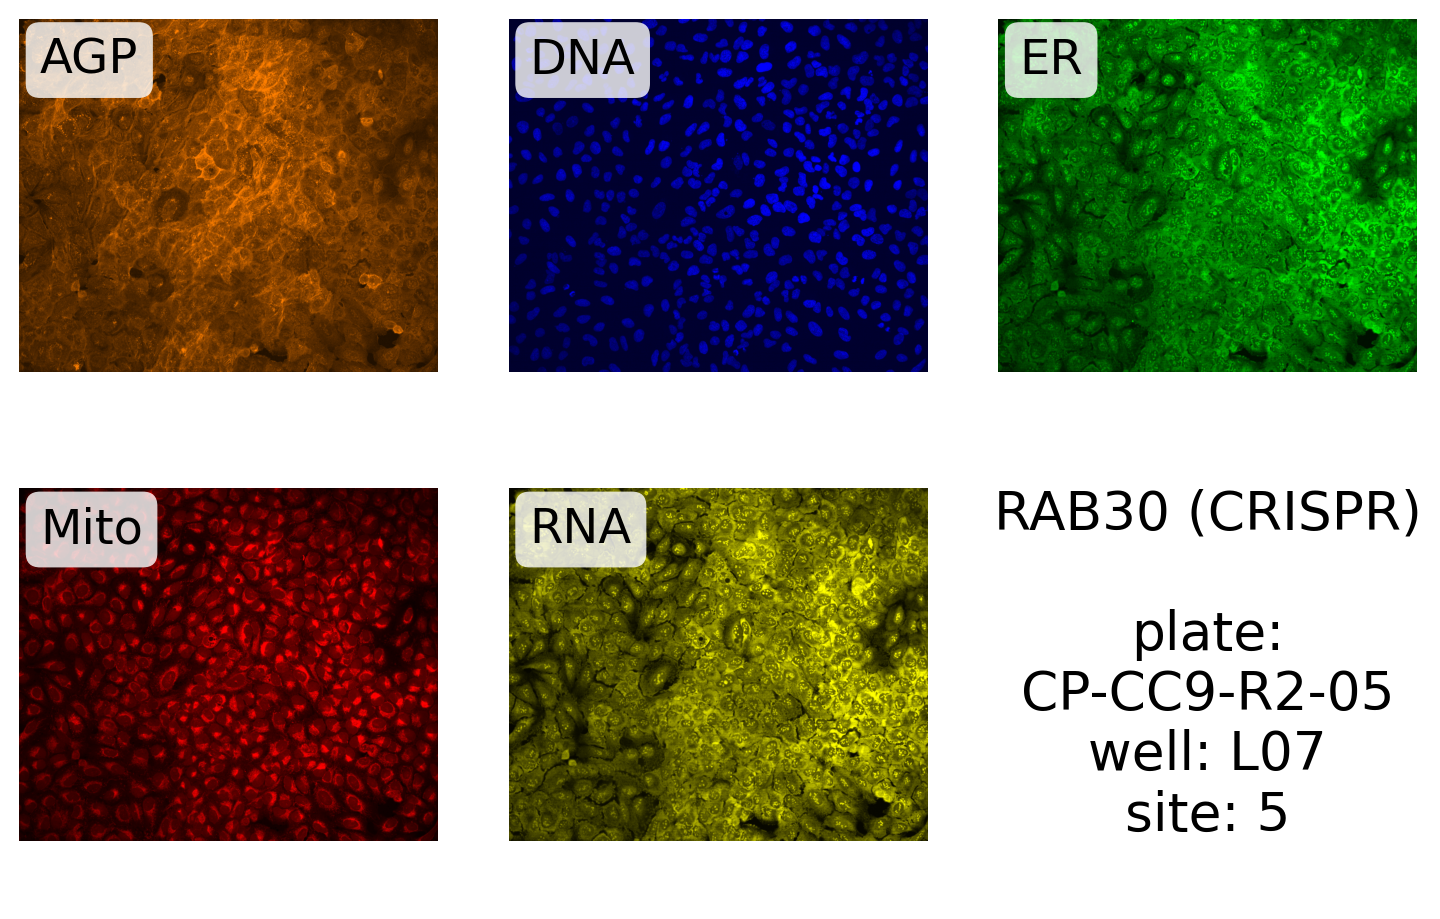 AGP
DNA
ER
Mito
RNA
RAB30 (CRISPR)
plate:
CP-CC9-R2-05
well: L07
site: 5